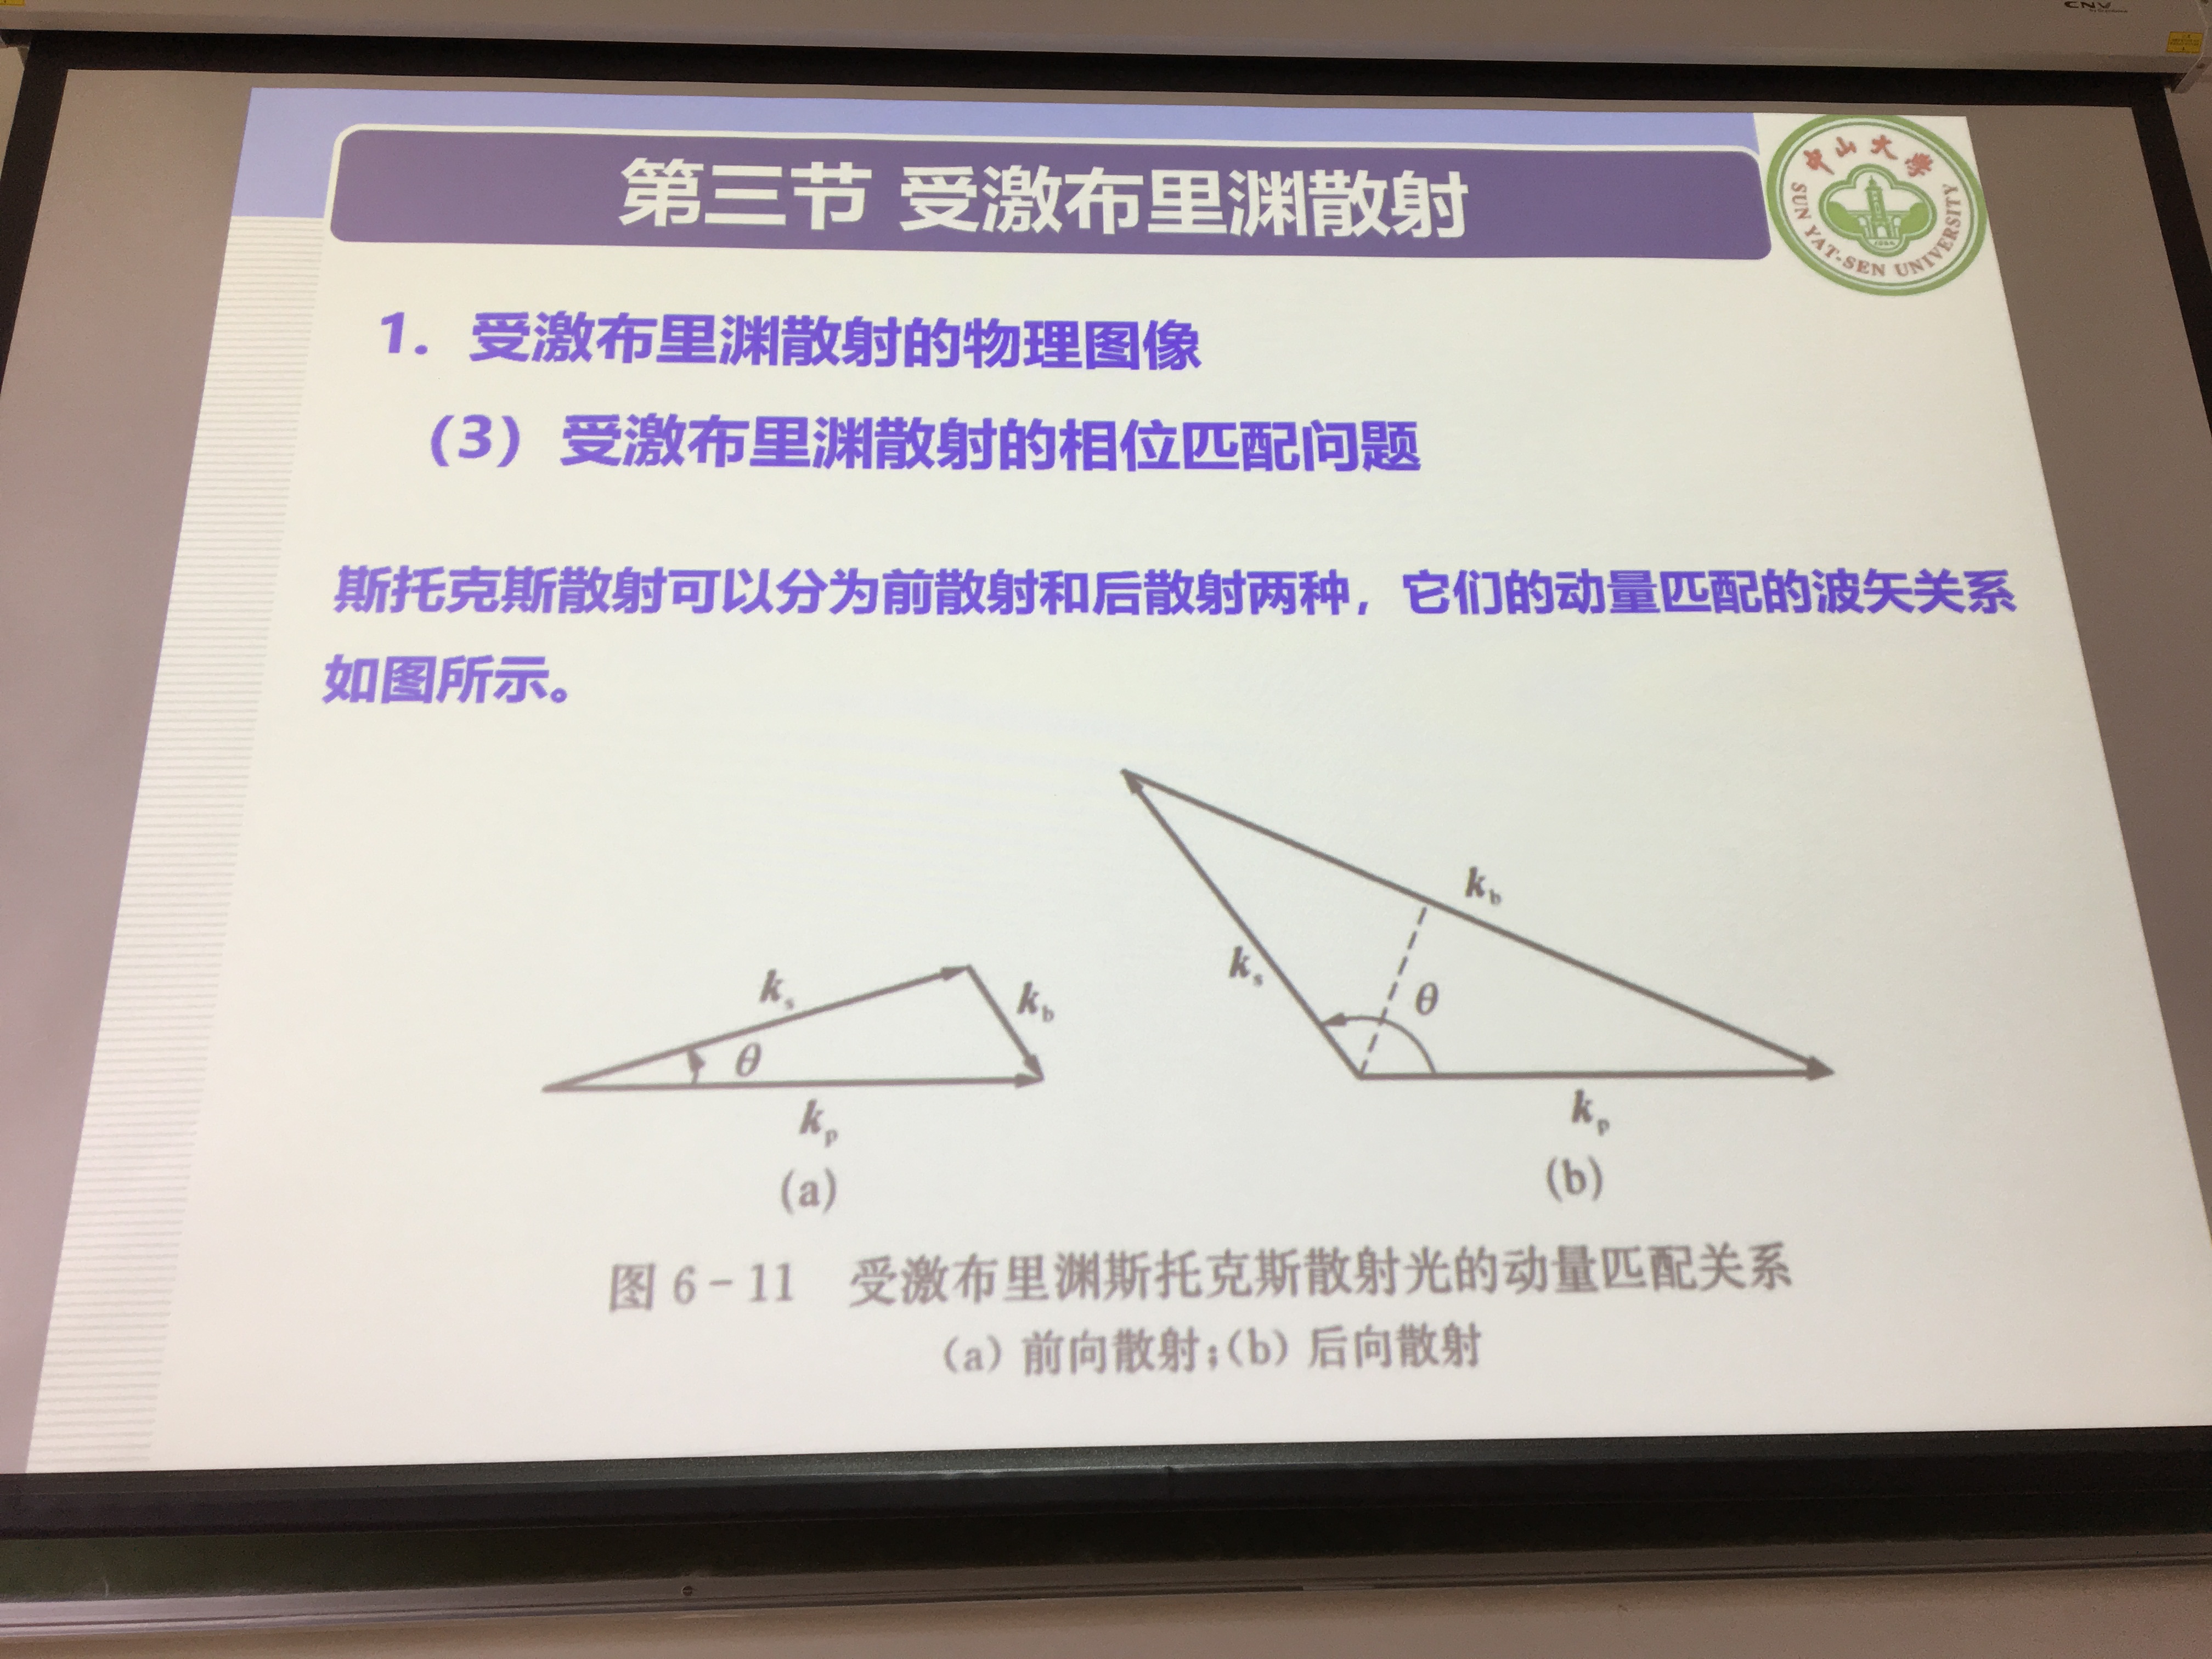 CNV
第三节 受激布里渊散射
中山大学
SUN YAT-SEN UNIVERSITY
1. 受激布里渊散射的物理图像
（3）受激布里渊散射的相位匹配问题
斯托克斯散射可以分为前散射和后散射两种，它们的动量匹配的波矢关系
如图所示。
k_b
k_s
θ
k_p
(b)
k_s
k_b
θ
k_p
(a)
图 6-11 受激布里渊斯托克斯散射光的动量匹配关系
(a) 前向散射;(b) 后向散射